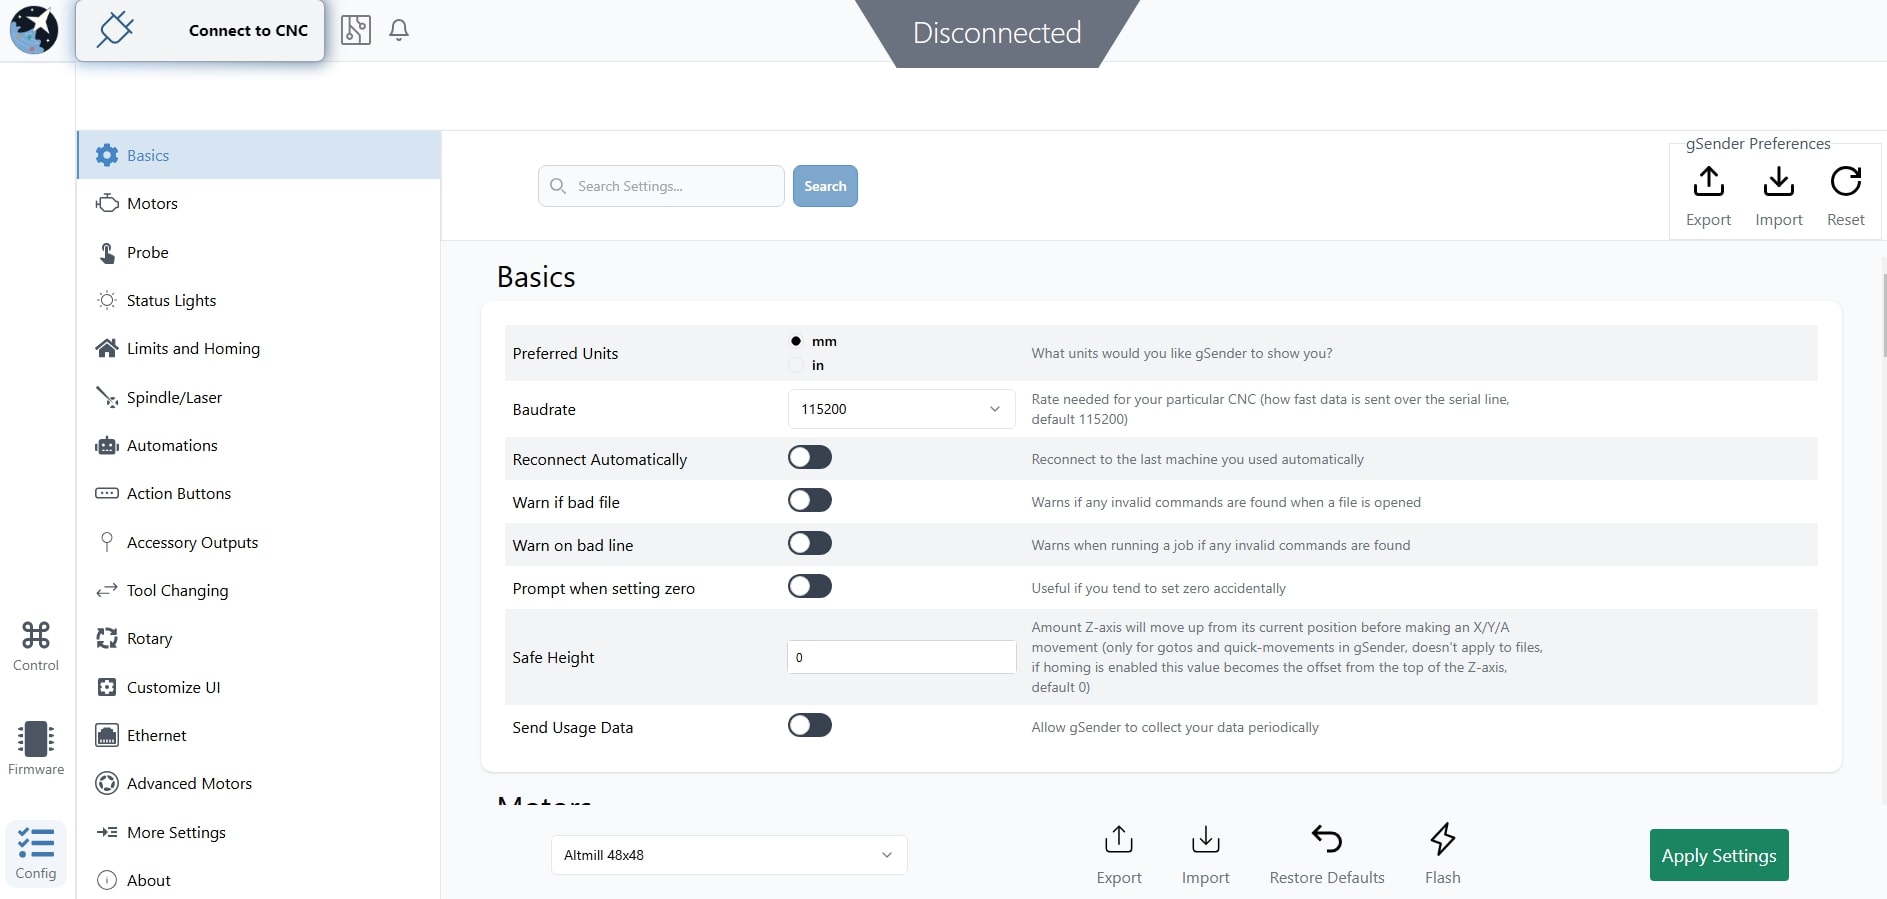 Connect to CNC
Disconnected
Basics
Motors
Probe
Status Lights
Limits and Homing
Spindle/Laser
Automations
Action Buttons
Accessory Outputs
Tool Changing
Rotary
Customize UI
Ethernet
Advanced Motors
More Settings
About
Control
Firmware
Config
Search Settings...
Search
gSender Preferences
Export
Import
Reset
Basics
Preferred Units
mm
in
What units would you like gSender to show you?
Baudrate
115200
Rate needed for your particular CNC (how fast data is sent over the serial line,
default 115200)
Reconnect Automatically
Reconnect to the last machine you used automatically
Warn if bad file
Warns if any invalid commands are found when a file is opened
Warn on bad line
Warns when running a job if any invalid commands are found
Prompt when setting zero
Useful if you tend to set zero accidentally
Safe Height
0
Amount Z-axis will move up from its current position before making an X/Y/A
movement (only for gotos and quick-movements in gSender, doesn't apply to files,
if homing is enabled this value becomes the offset from the top of the Z-axis,
default 0)
Send Usage Data
Allow gSender to collect your data periodically
Motors
Altmill 48x48
Export
Import
Restore Defaults
Flash
Apply Settings